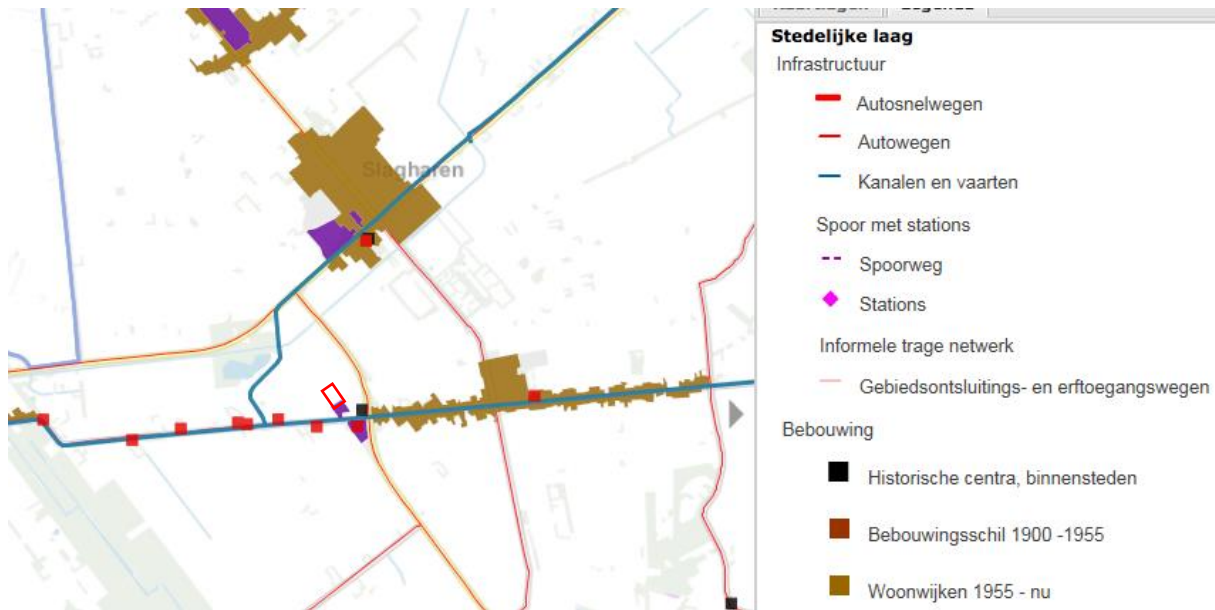 Slagharen
Stedelijke laag
Infrastructuur
Autosnelwegen
Autowegen
Kanalen en vaarten
Spoor met stations
Spoorweg
Stations
Informele trage netwerk
Gebiedsontsluitings- en erftoegangswegen
Bebouwing
Historische centra, binnensteden
Bebouwingsschil 1900 -1955
Woonwijken 1955 - nu